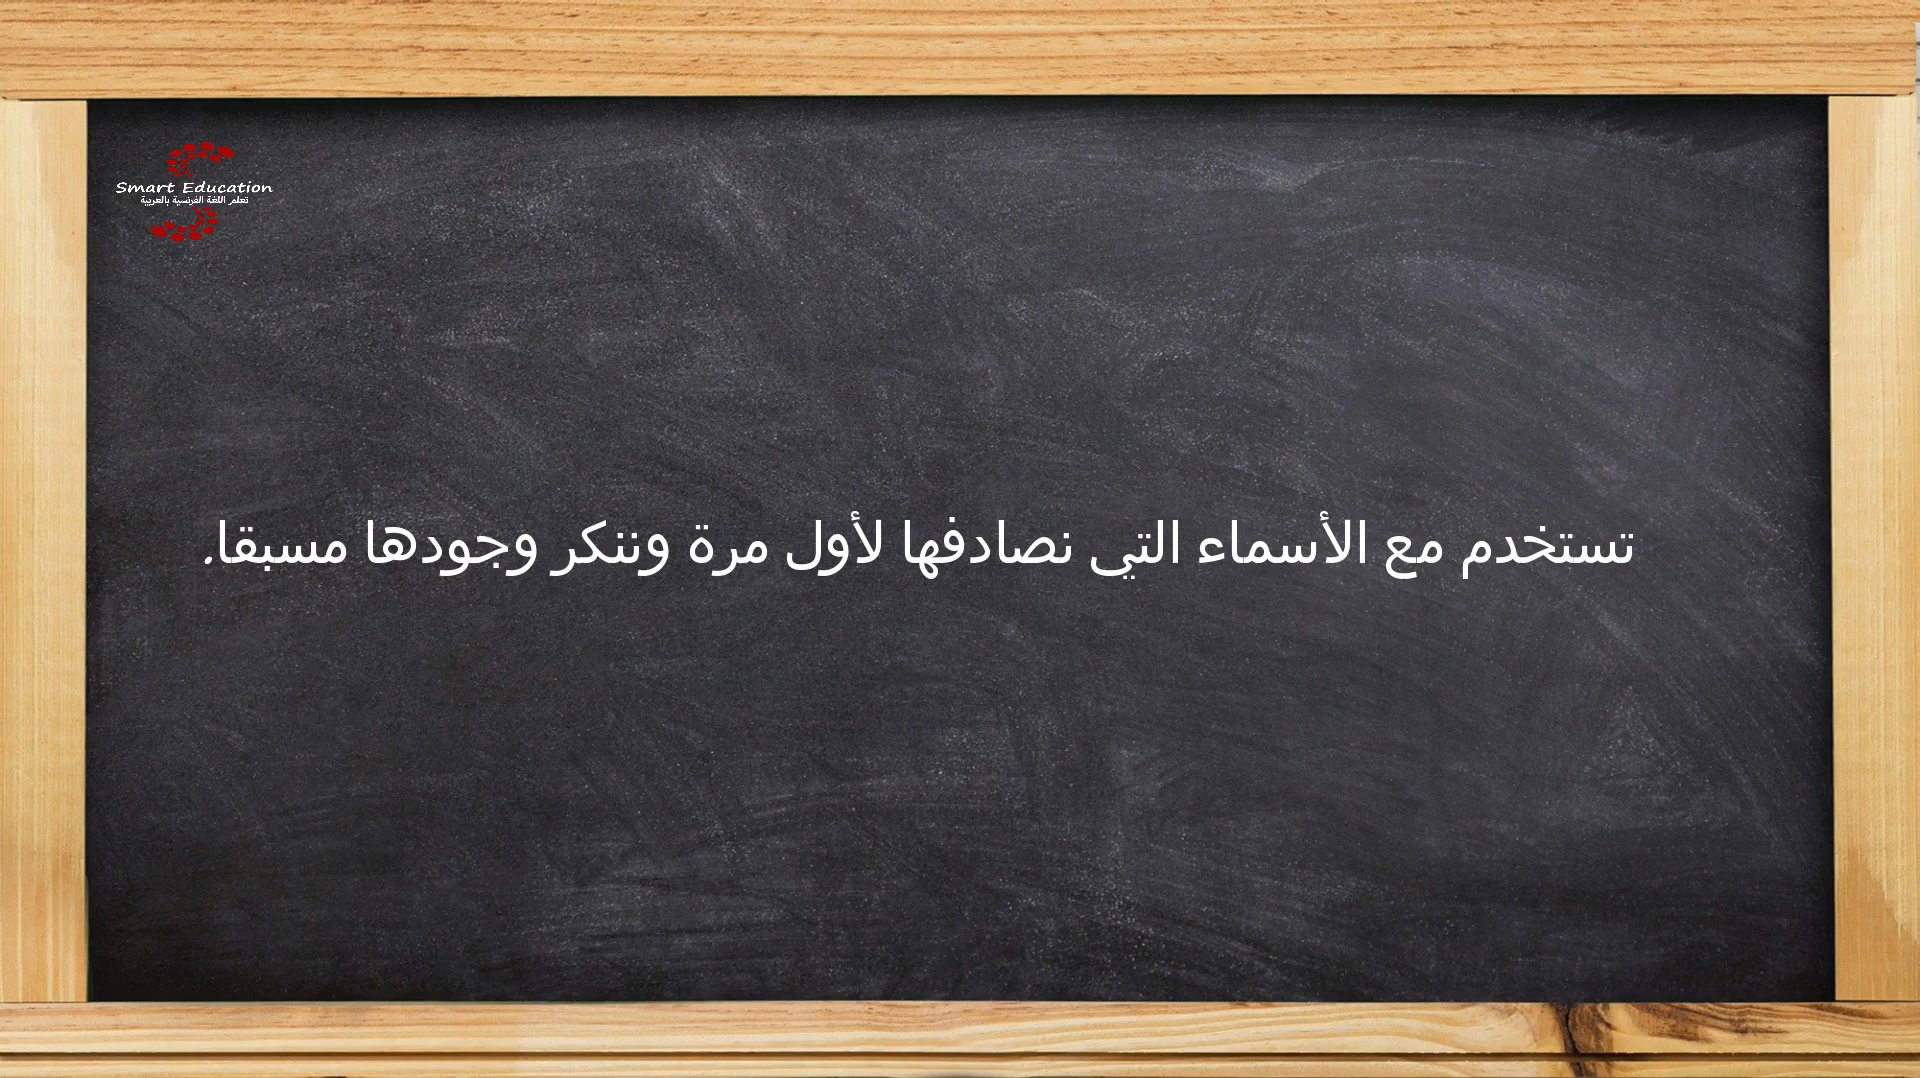 Smart Education
تعلم اللغة الفرنسية بالعربية
تستخدم مع الأسماء التي نصادفها لأول مرة وننكر وجودها مسبقا.